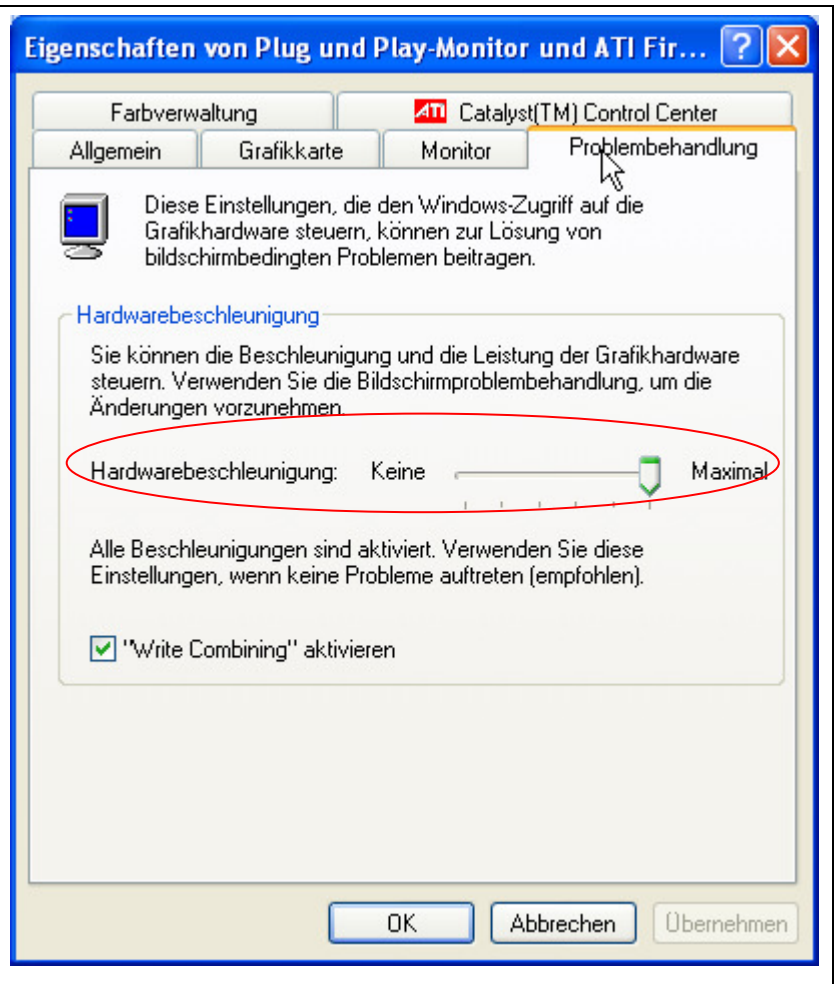 Eigenschaften von Plug und Play-Monitor und ATI Fir...
Farbverwaltung
ATI Catalyst(TM) Control Center
Allgemein
Grafikkarte
Monitor
Problembehandlung
Diese Einstellungen, die den Windows-Zugriff auf die
Grafikhardware steuern, können zur Lösung von
bildschirmbedingten Problemen beitragen.
Hardwarebeschleunigung
Sie können die Beschleunigung und die Leistung der Grafikhardware
steuern. Verwenden Sie die Bildschirmproblembehandlung, um die
Änderungen vorzunehmen.
Hardwarebeschleunigung: Keine Maximal
Alle Beschleunigungen sind aktiviert. Verwenden Sie diese
Einstellungen, wenn keine Probleme auftreten (empfohlen).
"Write Combining" aktivieren
OK
Abbrechen
Übernehmen